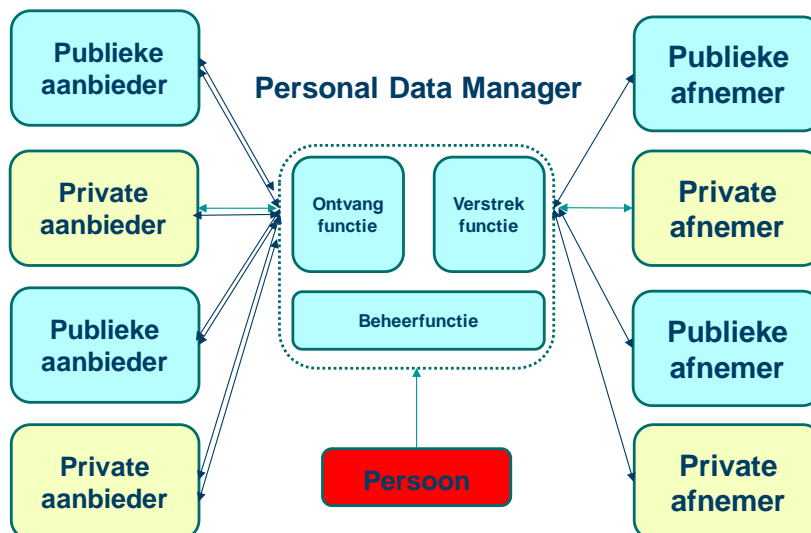 Publieke
aanbieder
Private
aanbieder
Publieke
aanbieder
Private
aanbieder
Personal Data Manager
Ontvang
functie
Verstrek
functie
Beheerfunctie
Persoon
Publieke
afnemer
Private
afnemer
Publieke
afnemer
Private
afnemer